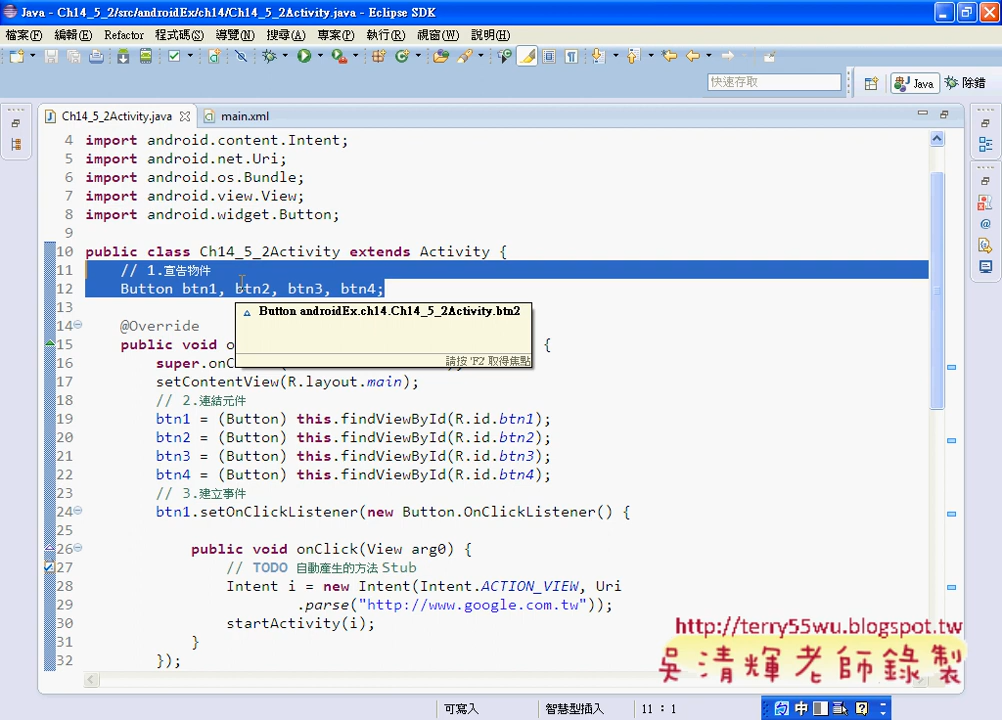 Java - Ch14_5_2/src/androidEx/ch14/Ch14_5_2Activity.java - Eclipse SDK
檔案(F) 編輯(E) Refactor 程式碼(S) 導覽(N) 搜尋(A) 專案(P) 執行(R) 視窗(W) 說明(H)
快速存取
Java
除錯
Ch14_5_2Activity.java
main.xml
4 import android.content.Intent;
5 import android.net.Uri;
6 import android.os.Bundle;
7 import android.view.View;
8 import android.widget.Button;
9
10 public class Ch14_5_2Activity extends Activity {
11 // 1.宣告物件
12 Button btn1, btn2, btn3, btn4;
Button androidEx.ch14.Ch14_5_2Activity.btn2
請按 'F2' 取得焦點
13
14 @Override
15 public void o {
16 super.onC
17 setContentView(R.layout.main);
18 // 2.連結元件
19 btn1 = (Button) this.findViewById(R.id.btn1);
20 btn2 = (Button) this.findViewById(R.id.btn2);
21 btn3 = (Button) this.findViewById(R.id.btn3);
22 btn4 = (Button) this.findViewById(R.id.btn4);
23 // 3.建立事件
24 btn1.setOnClickListener(new Button.OnClickListener() {
25
26 public void onClick(View arg0) {
27 // TODO 自動產生的方法 Stub
28 Intent i = new Intent(Intent.ACTION_VIEW, Uri
29 .parse("http://www.google.com.tw"));
30 startActivity(i);
31 }
32 });
http://terry55wu.blogspot.tw
吳清輝老師錄製
可寫入
智慧型插入
11 : 1
中